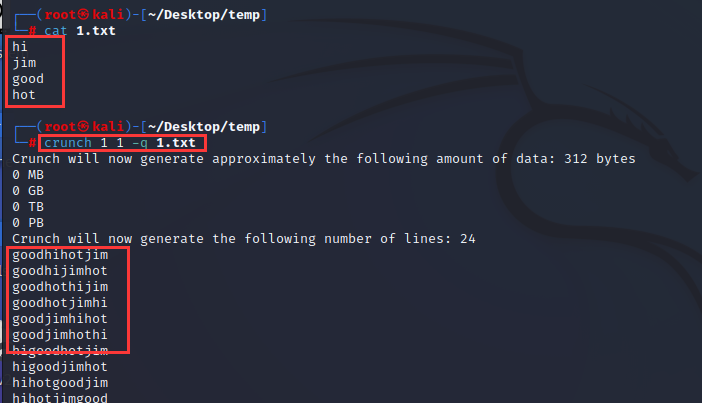 ┌──(root㉿kali)-[~/Desktop/temp]
└─# cat 1.txt
hi
jim
good
hot
┌──(root㉿kali)-[~/Desktop/temp]
└─# crunch 1 1 -q 1.txt
Crunch will now generate approximately the following amount of data: 312 bytes
0 MB
0 GB
0 TB
0 PB
Crunch will now generate the following number of lines: 24
goodhihotjim
goodhijimhot
goodhothijim
goodhotjimhi
goodjimhihot
goodjimhothi
higoodhotjim
higoodjimhot
hihotgoodjim
hihotjimgood